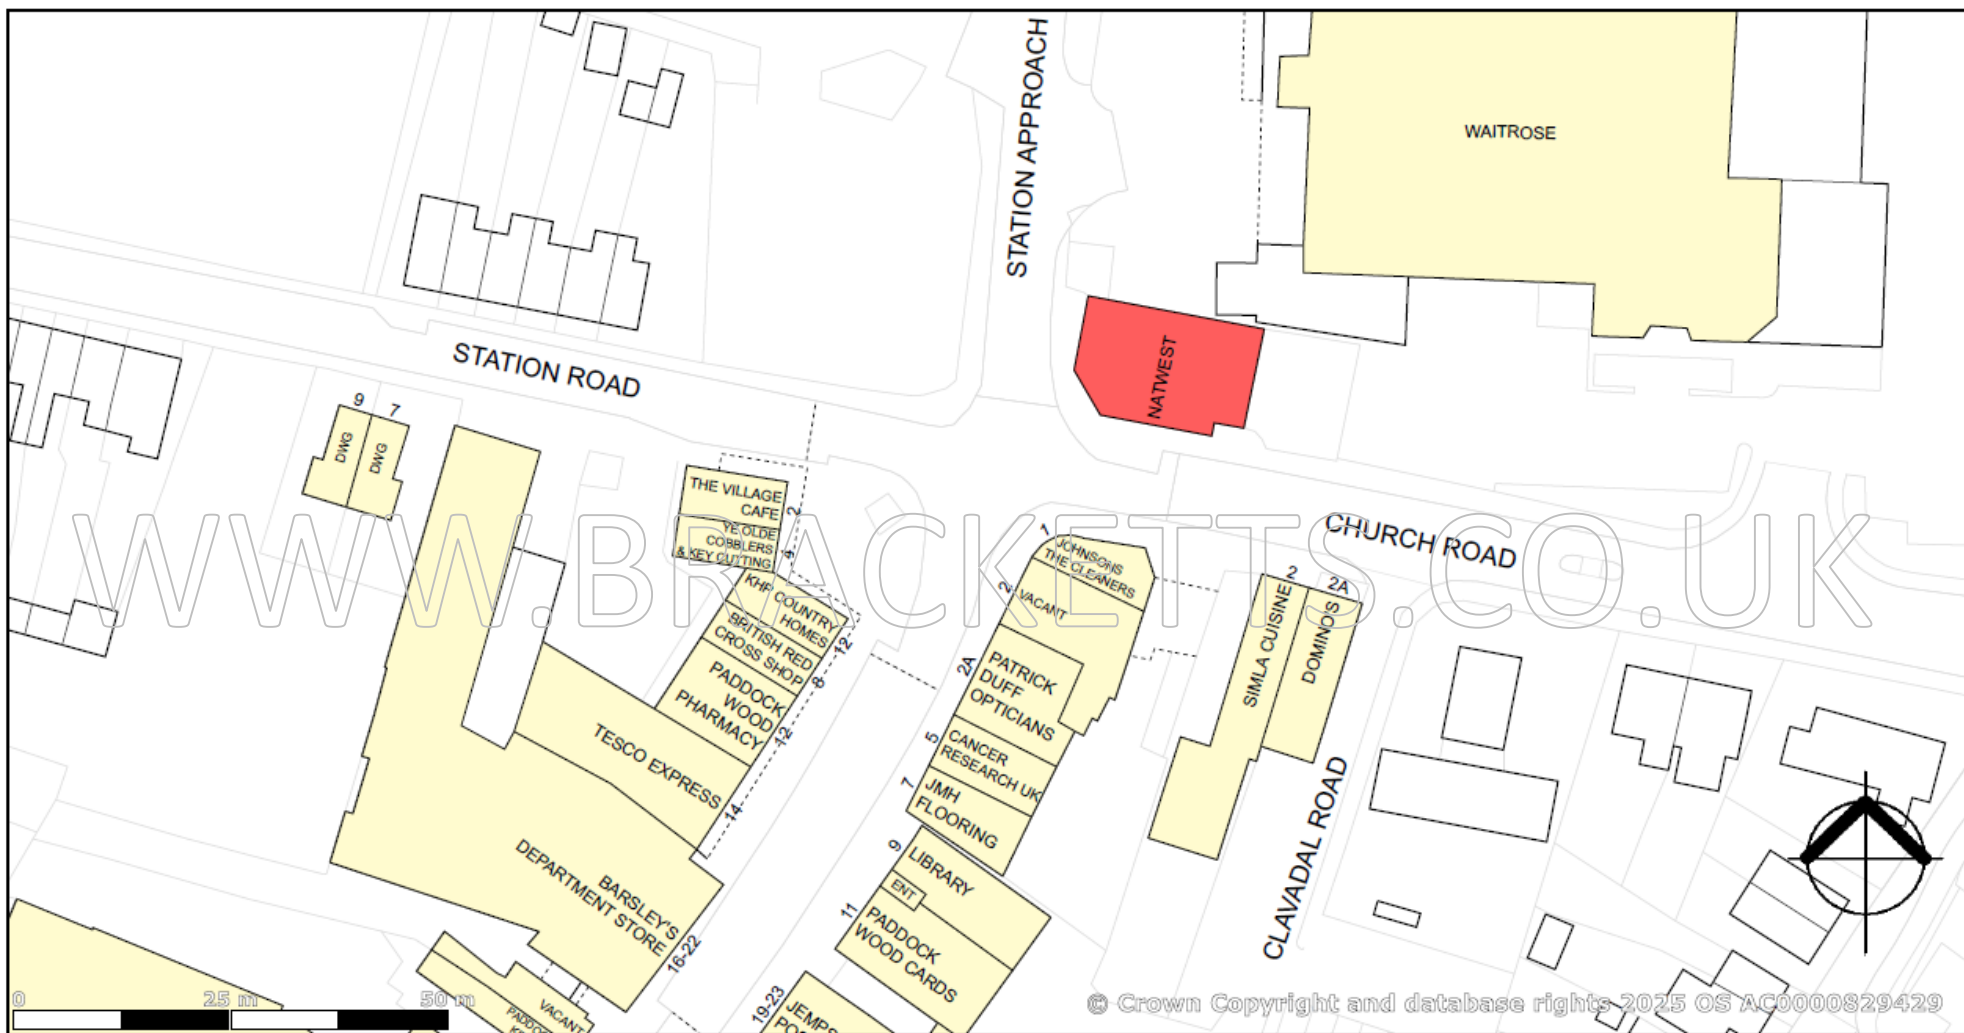 STATION APPROACH
WAITROSE
NATWEST
STATION ROAD
CHURCH ROAD
CLAVADAL ROAD
9
7
DWG
DWG
THE VILLAGE
CAFE
2
YE OLDE
COBBLERS
& KEY CUTTING
4
KHP COUNTRY
HOMES
12
BRITISH RED
CROSS SHOP
8
PADDOCK
WOOD
PHARMACY
12
TESCO EXPRESS
14
BARSLEY'S
DEPARTMENT STORE
16-22
VACANT
1
JOHNSONS
THE CLEANERS
2
VACANT
2A
PATRICK
DUFF
OPTICIANS
5
CANCER
RESEARCH UK
7
JMH
FLOORING
9
LIBRARY
ENT
11
PADDOCK
WOOD CARDS
19-23
2
SIMLA CUISINE
2A
DOMINO'S
WWW.BRACKETTS.CO.UK
0
25 m
50 m
© Crown Copyright and database rights 2025 OS AC0000829429